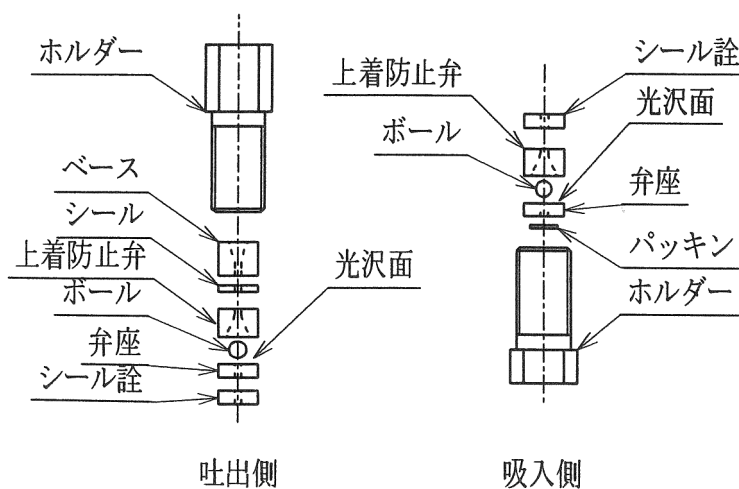 ホルダー
ベース
シール
上着防止弁
ボール
弁座
シール詮
光沢面
吐出側
シール詮
上着防止弁
光沢面
ボール
弁座
パッキン
ホルダー
吸入側